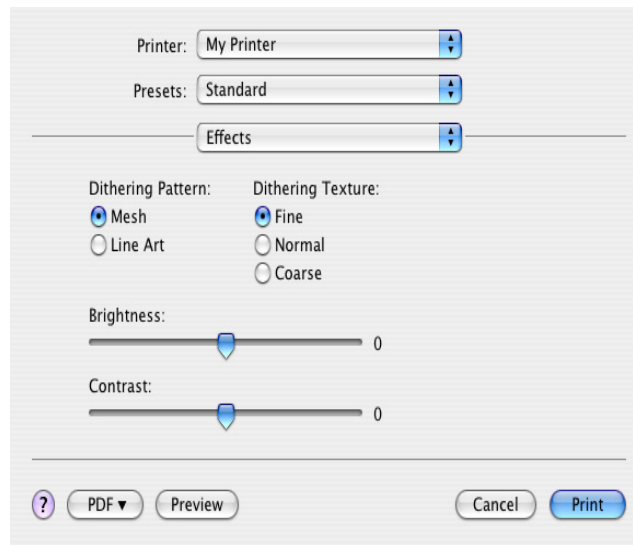 Printer: My Printer
Presets: Standard
Effects
Dithering Pattern: Dithering Texture:
Mesh Fine
Line Art Normal
Coarse
Brightness:
0
Contrast:
0
? PDF ▼ Preview Cancel Print